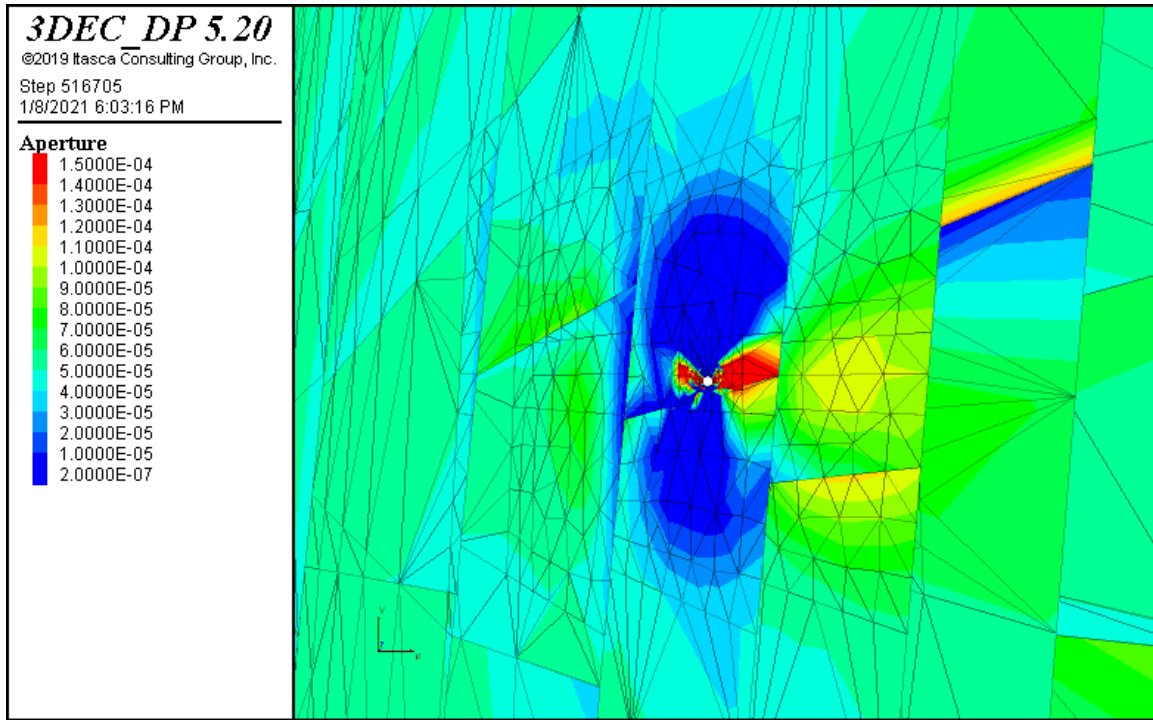 3DEC_DP 5.20
©2019 Itasca Consulting Group, Inc.
Step 516705
1/8/2021 6:03:16 PM
Aperture
1.5000E-04
1.4000E-04
1.3000E-04
1.2000E-04
1.1000E-04
1.0000E-04
9.0000E-05
8.0000E-05
7.0000E-05
6.0000E-05
5.0000E-05
4.0000E-05
3.0000E-05
2.0000E-05
1.0000E-05
2.0000E-07